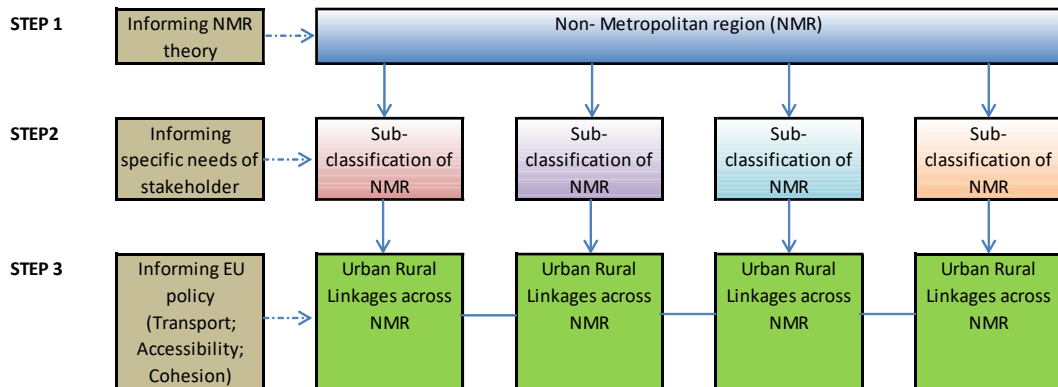 STEP 1
Informing NMR
theory
Non- Metropolitan region (NMR)
STEP2
Informing
specific needs of
stakeholder
Sub-
classification of
NMR
Sub-
classification of
NMR
Sub-
classification of
NMR
Sub-
classification of
NMR
STEP 3
Informing EU
policy
(Transport;
Accessibility;
Cohesion)
Urban Rural
Linkages across
NMR
Urban Rural
Linkages across
NMR
Urban Rural
Linkages across
NMR
Urban Rural
Linkages across
NMR